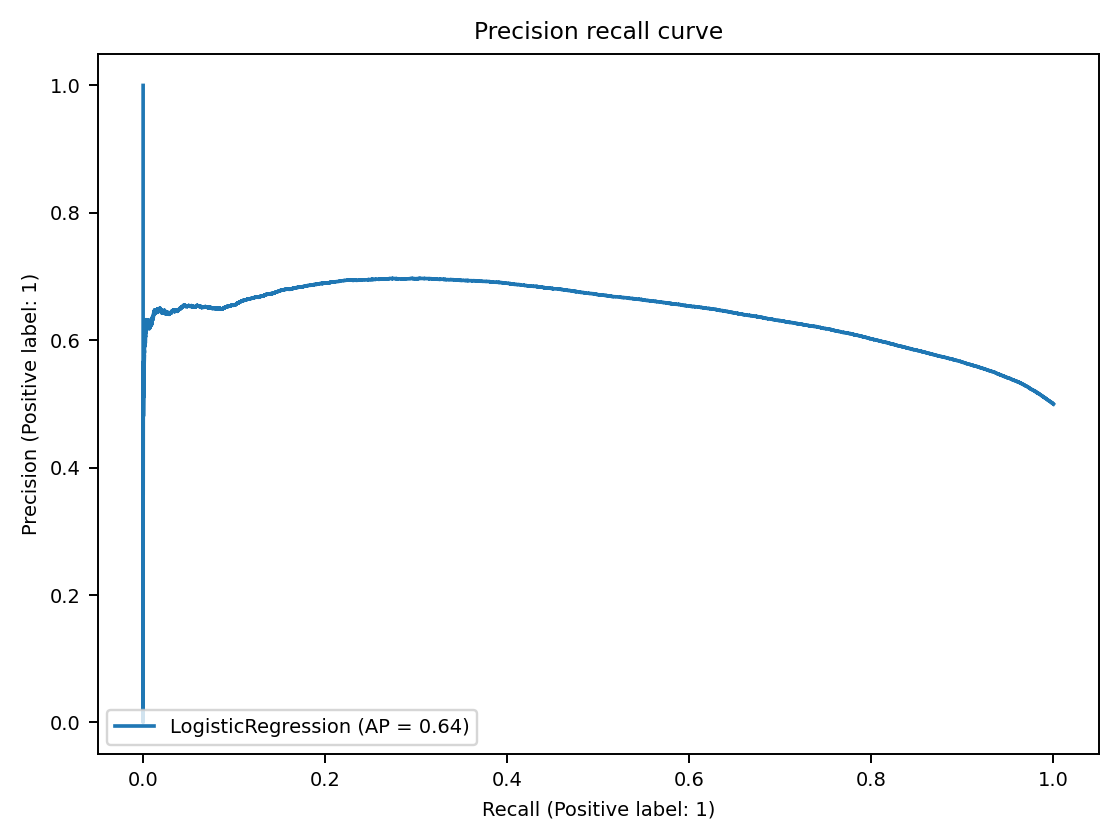 Precision recall curve
Precision (Positive label: 1)
1.0
0.8
0.6
0.4
0.2
0.0
LogisticRegression (AP = 0.64)
0.0 0.2 0.4 0.6 0.8 1.0
Recall (Positive label: 1)